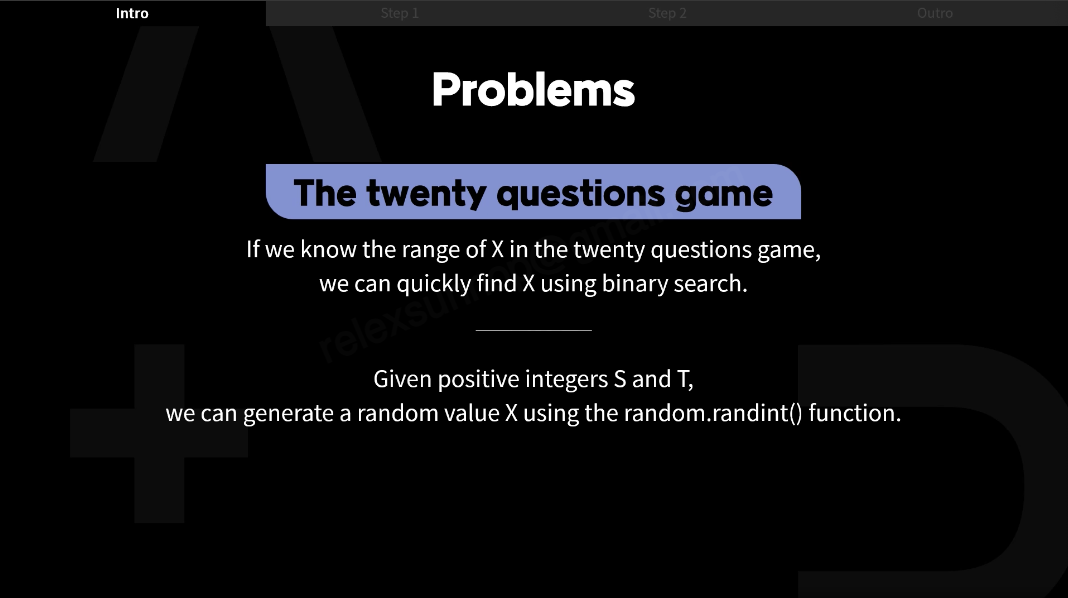 Intro
Step 1
Step 2
Outro
Problems
The twenty questions game
If we know the range of X in the twenty questions game,
we can quickly find X using binary search.
Given positive integers S and T,
we can generate a random value X using the random.randint() function.